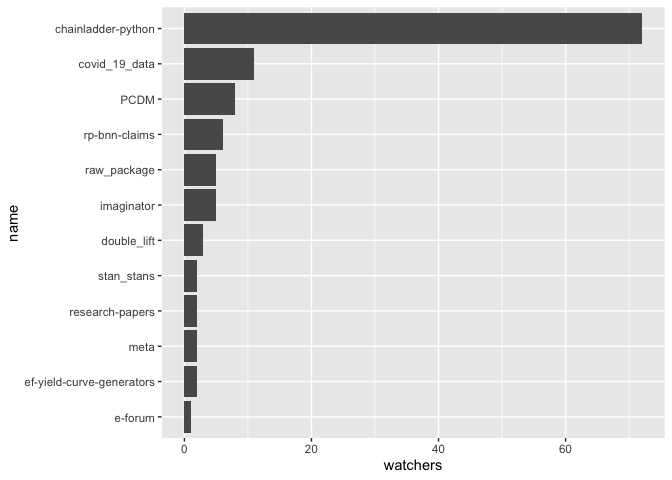 chainladder-python
covid_19_data
PCDM
rp-bnn-claims
raw_package
imaginator
double_lift
stan_stans
research-papers
meta
ef-yield-curve-generators
e-forum
name
0 20 40 60
watchers